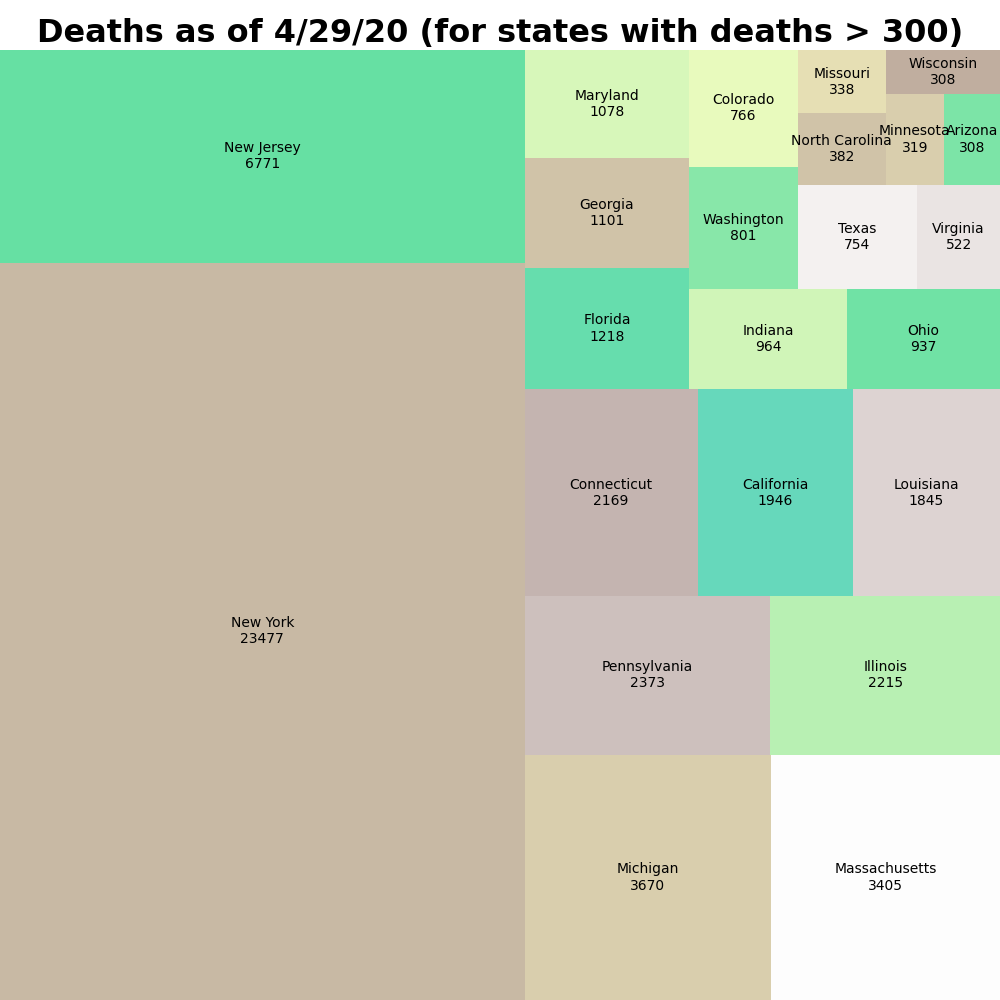 Deaths as of 4/29/20 (for states with deaths > 300)
New Jersey
6771
New York
23477
Maryland
1078
Georgia
1101
Florida
1218
Colorado
766
Washington
801
Missouri
338
North Carolina
382
Wisconsin
308
Minnesota
319
Arizona
308
Texas
754
Virginia
522
Indiana
964
Ohio
937
Connecticut
2169
California
1946
Louisiana
1845
Pennsylvania
2373
Illinois
2215
Michigan
3670
Massachusetts
3405